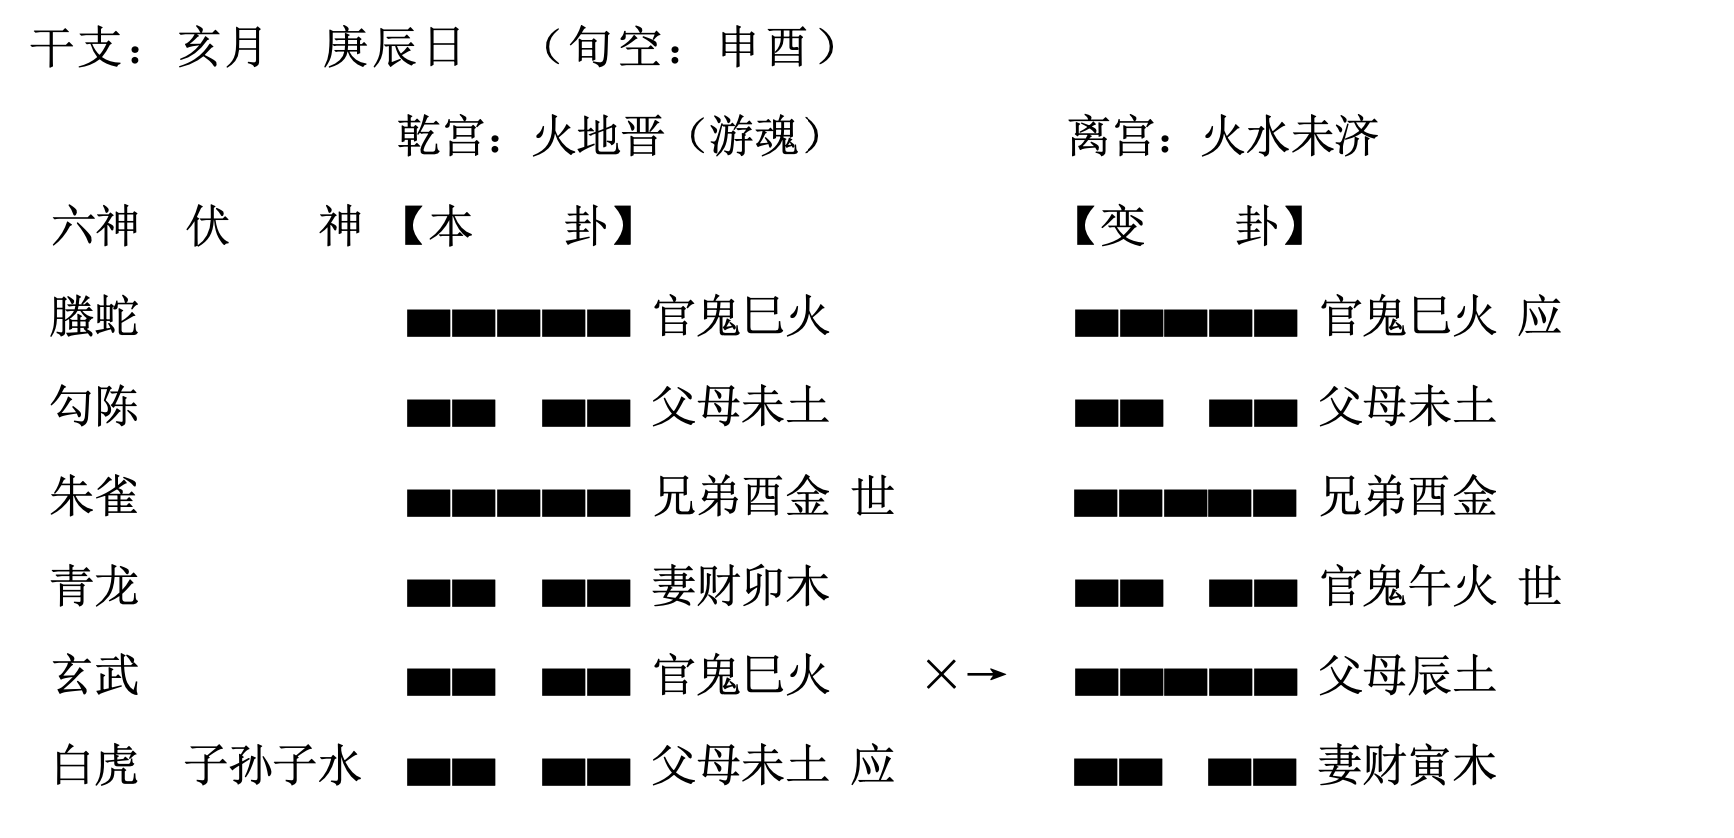 干支：亥月　庚辰日　（旬空：申酉）
乾宫：火地晋（游魂）　离宫：火水未济
六神　伏　神　【本　卦】　【变　卦】
螣蛇　官鬼巳火　官鬼巳火 应
勾陈　父母未土　父母未土
朱雀　兄弟酉金 世　兄弟酉金
青龙　妻财卯木　官鬼午火 世
玄武　官鬼巳火　×→　父母辰土
白虎　子孙子水　父母未土 应　妻财寅木